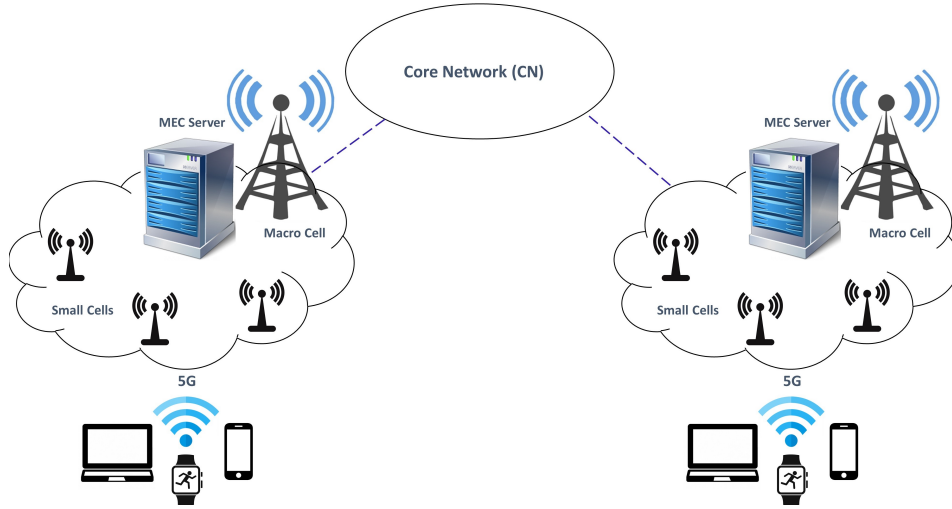 Core Network (CN)
MEC Server
Macro Cell
Small Cells
5G
MEC Server
Macro Cell
Small Cells
5G